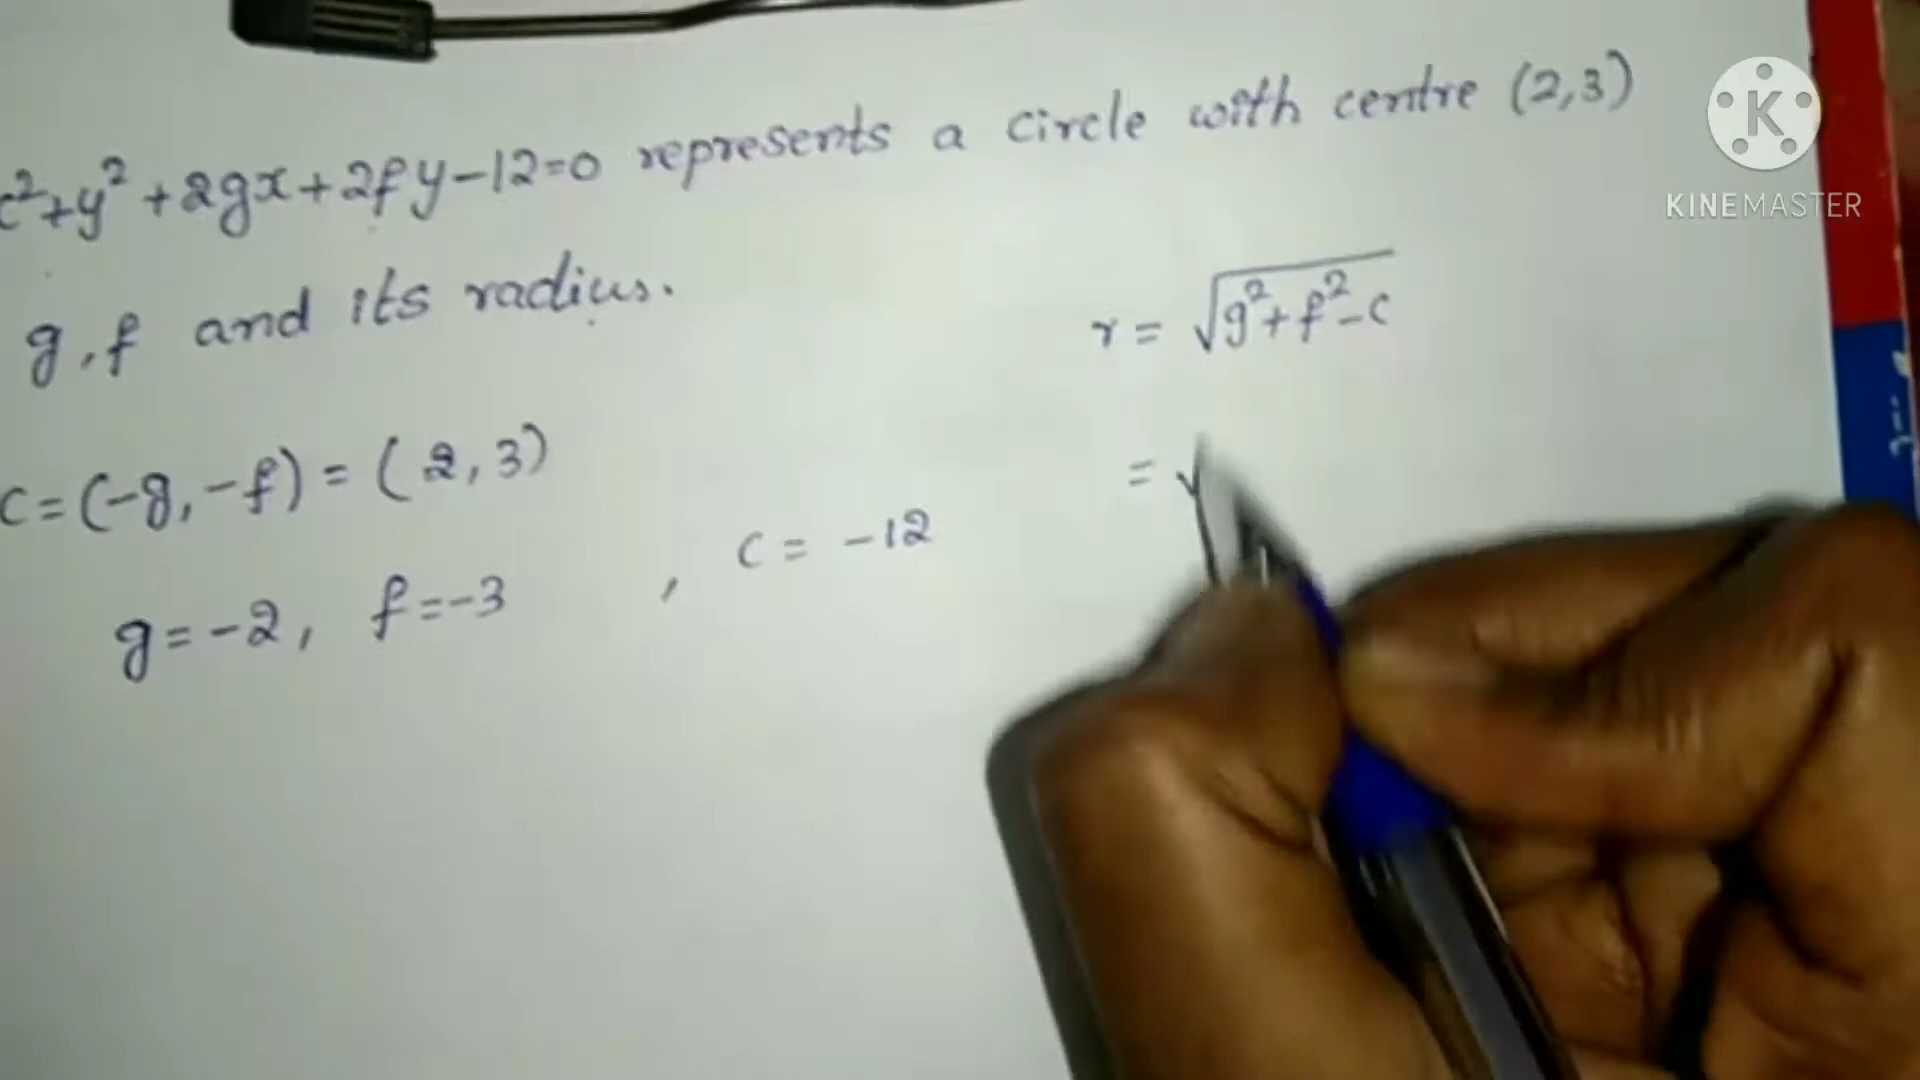 x²+y²+2gx+2fy-12=0 represents a circle with centre (2,3)
g,f and its radius.
r = √g²+f²-c
C=(-g,-f) = (2,3)
= √
, c = -12
g=-2, f=-3
K
KINEMASTER